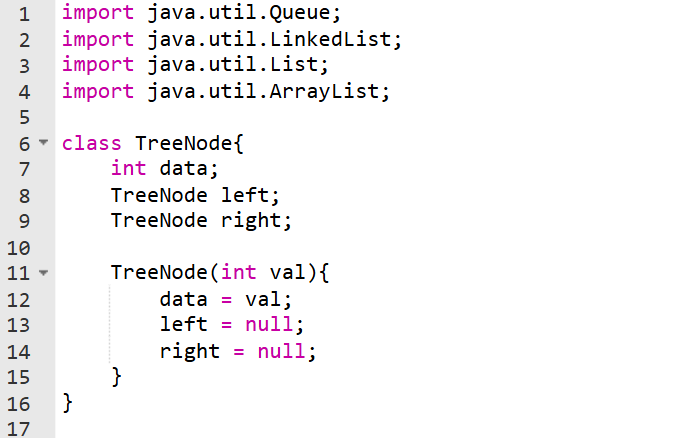 1 import java.util.Queue;
2 import java.util.LinkedList;
3 import java.util.List;
4 import java.util.ArrayList;
5
6 class TreeNode{
7     int data;
8     TreeNode left;
9     TreeNode right;
10
11     TreeNode(int val){
12         data = val;
13         left = null;
14         right = null;
15     }
16 }
17